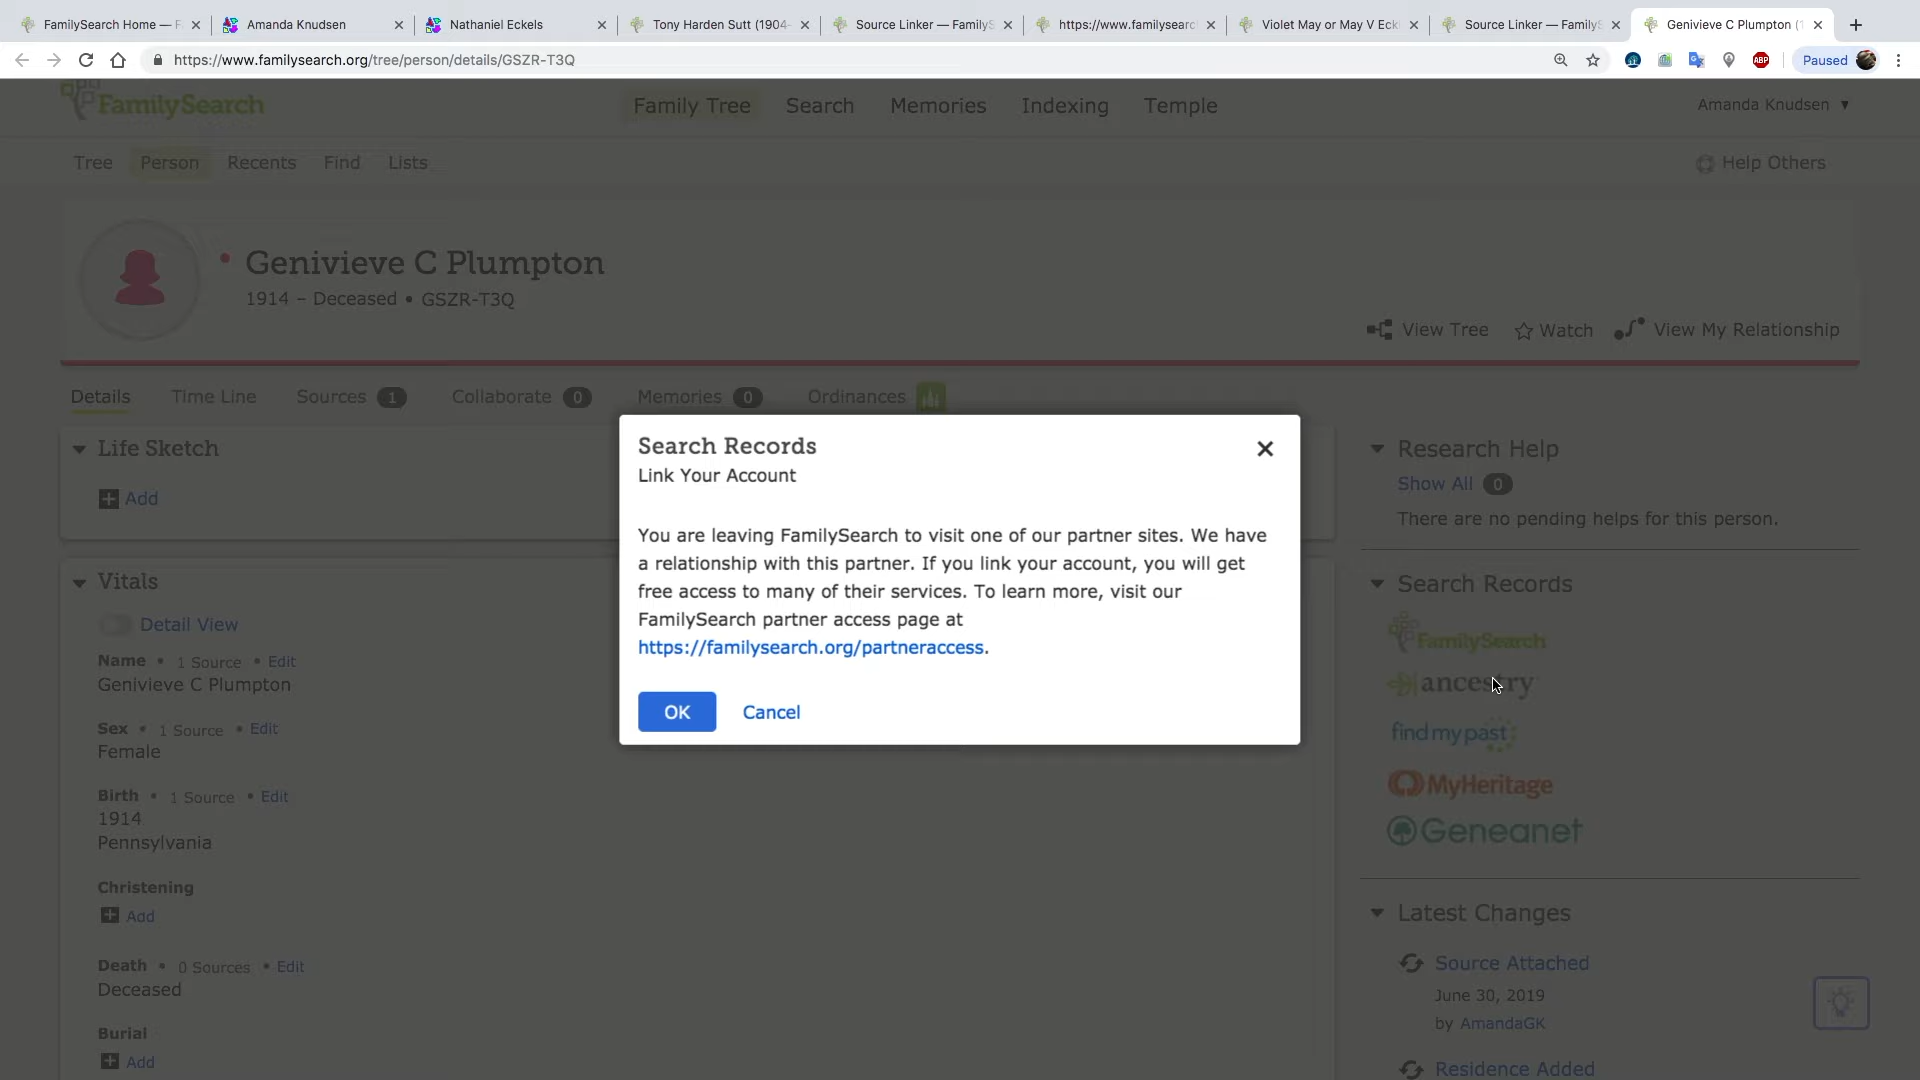 FamilySearch Home — F
Amanda Knudsen
Nathaniel Eckels
Tony Harden Sutt (1904-
Source Linker — FamilyS
https://www.familysearc
Violet May or May V Eck
Source Linker — FamilyS
Genivieve C Plumpton (1
https://www.familysearch.org/tree/person/details/GSZR-T3Q
ABP
Paused
FamilySearch
Family Tree
Search
Memories
Indexing
Temple
Amanda Knudsen
Tree
Person
Recents
Find
Lists
Help Others
Genivieve C Plumpton
1914 – Deceased • GSZR-T3Q
View Tree
Watch
View My Relationship
Details
Time Line
Sources 1
Collaborate 0
Memories 0
Ordinances
Life Sketch
Add
Search Records
Link Your Account
You are leaving FamilySearch to visit one of our partner sites. We have
a relationship with this partner. If you link your account, you will get
free access to many of their services. To learn more, visit our
FamilySearch partner access page at
https://familysearch.org/partneraccess.
OK
Cancel
Vitals
Detail View
Name • 1 Source • Edit
Genivieve C Plumpton
Sex • 1 Source • Edit
Female
Birth • 1 Source • Edit
1914
Pennsylvania
Christening
Add
Death • 0 Sources • Edit
Deceased
Burial
Add
Research Help
Show All 0
There are no pending helps for this person.
Search Records
FamilySearch
ancestry
findmypast
MyHeritage
Geneanet
Latest Changes
Source Attached
June 30, 2019
by AmandaGK
Residence Added